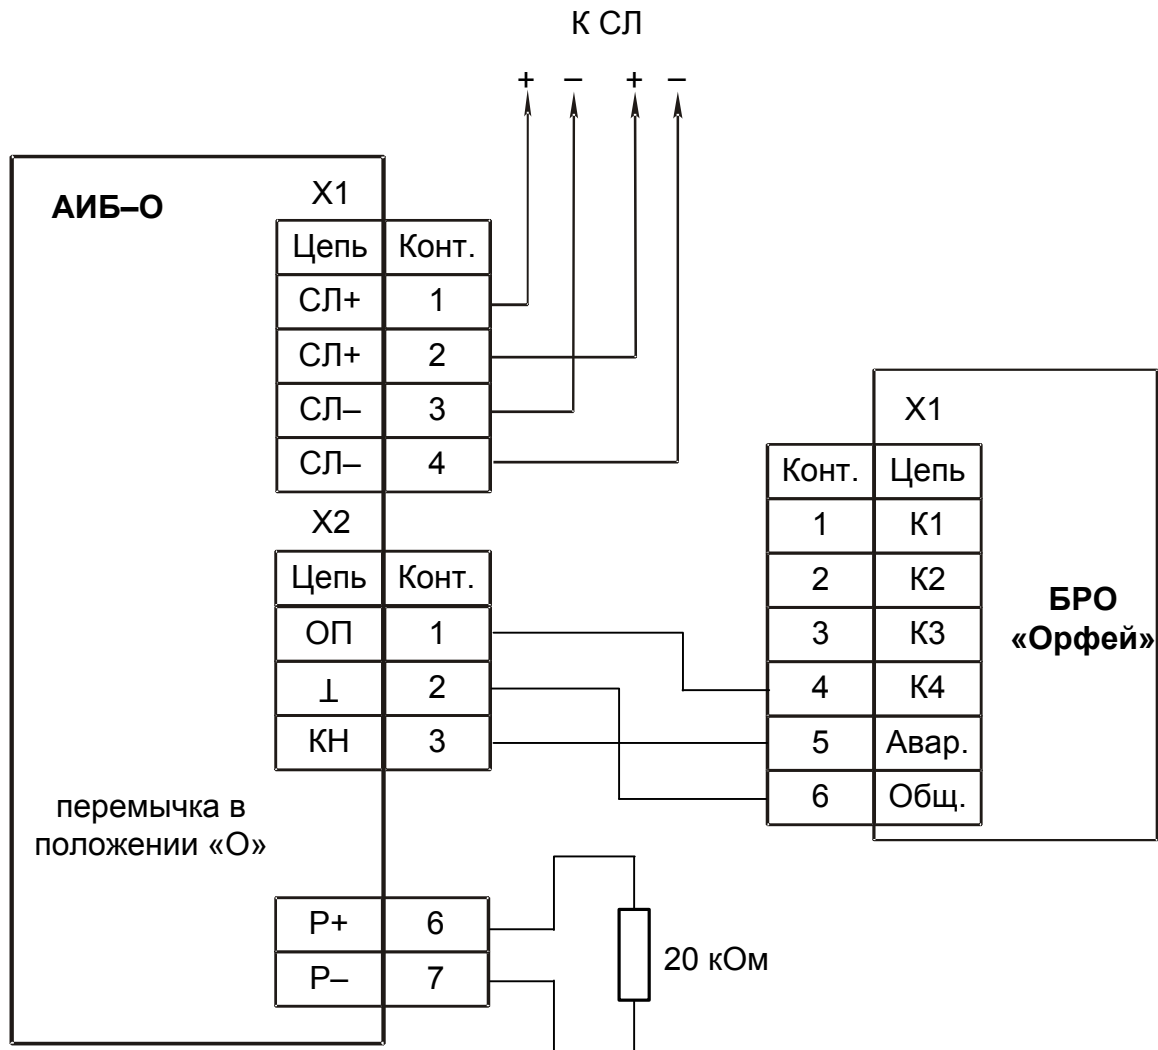 К СЛ
+ – + –
АИБ–О
X1
Цепь Конт.
СЛ+ 1
СЛ+ 2
СЛ– 3
СЛ– 4
X2
Цепь Конт.
ОП 1
⊥ 2
КН 3
перемычка в
положении «О»
Р+ 6
Р– 7
20 кОм
X1
Конт. Цепь
1 К1
2 К2
3 К3
4 К4
5 Авар.
6 Общ.
БРО
«Орфей»